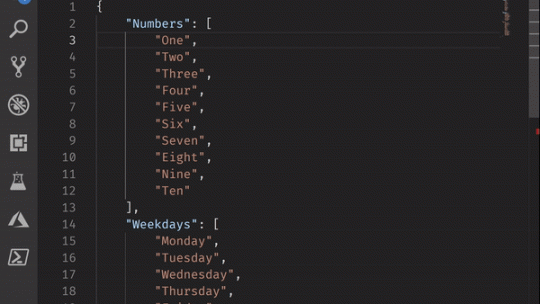 1 {
2 "Numbers": [
3 "One",
4 "Two",
5 "Three",
6 "Four",
7 "Five",
8 "Six",
9 "Seven",
10 "Eight",
11 "Nine",
12 "Ten"
13 ],
14 "Weekdays": [
15 "Monday",
16 "Tuesday",
17 "Wednesday",
18 "Thursday",